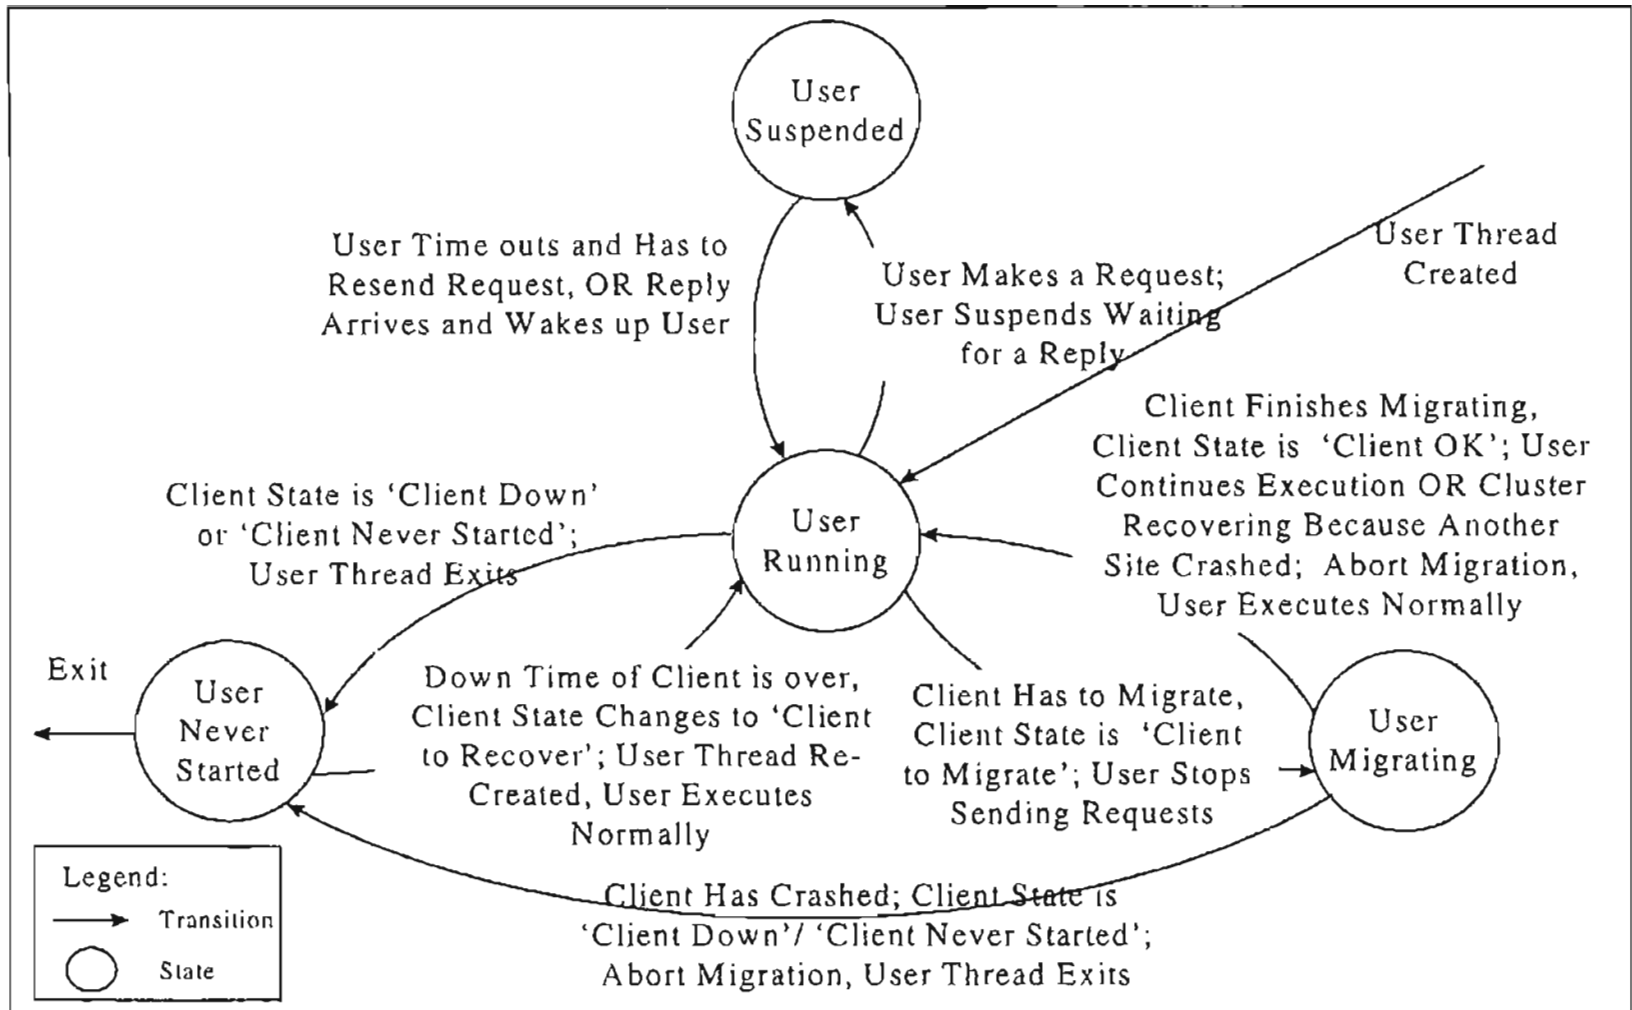 User
Suspended
User Time outs and Has to
Resend Request, OR Reply
Arrives and Wakes up User
User Makes a Request;
User Suspends Waiting
for a Reply
User Thread
Created
Client Finishes Migrating,
Client State is ‘Client OK’; User
Continues Execution OR Cluster
Recovering Because Another
Site Crashed; Abort Migration,
User Executes Normally
Client State is ‘Client Down’
or ‘Client Never Started’;
User Thread Exits
User
Running
Exit
User
Never
Started
Down Time of Client is over,
Client State Changes to ‘Client
to Recover’; User Thread Re-
Created, User Executes
Normally
Client Has to Migrate,
Client State is ‘Client
to Migrate’; User Stops
Sending Requests
User
Migrating
Client Has Crashed; Client State is
‘Client Down’/ ‘Client Never Started’;
Abort Migration, User Thread Exits
Legend:
Transition
State